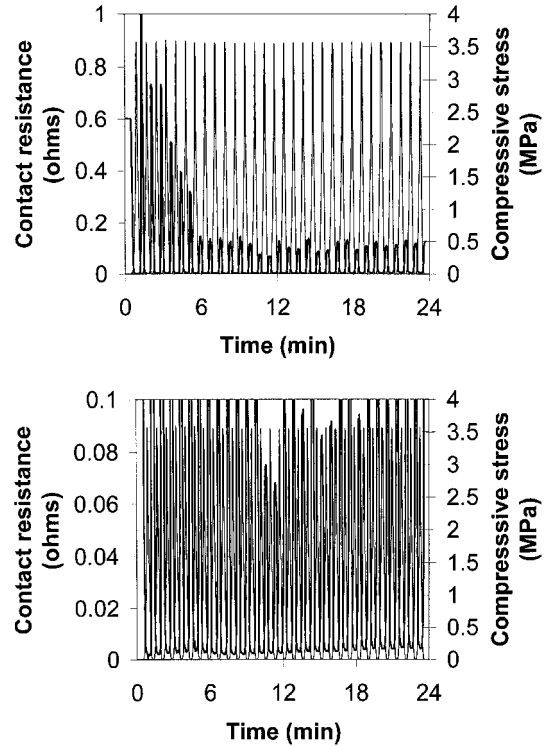 Contact resistance
(ohms)
1
0.8
0.6
0.4
0.2
0
4
3.5
3
2.5
2
1.5
1
0.5
0
Compresssive stress
(MPa)
0 6 12 18 24
Time (min)
Contact resistance
(ohms)
0.1
0.08
0.06
0.04
0.02
0
4
3.5
3
2.5
2
1.5
1
0.5
0
Compresssive stress
(MPa)
0 6 12 18 24
Time (min)